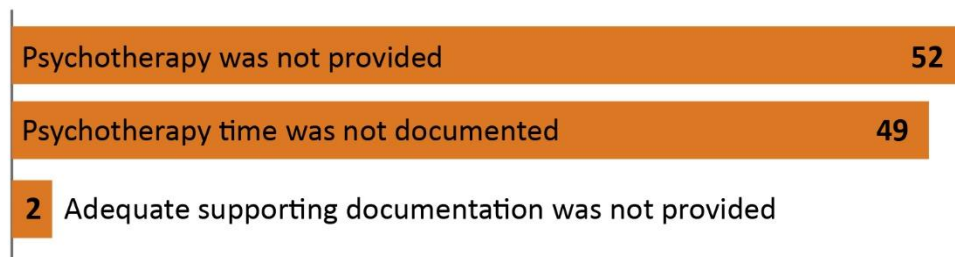 Psychotherapy was not provided 52
Psychotherapy time was not documented 49
2 Adequate supporting documentation was not provided